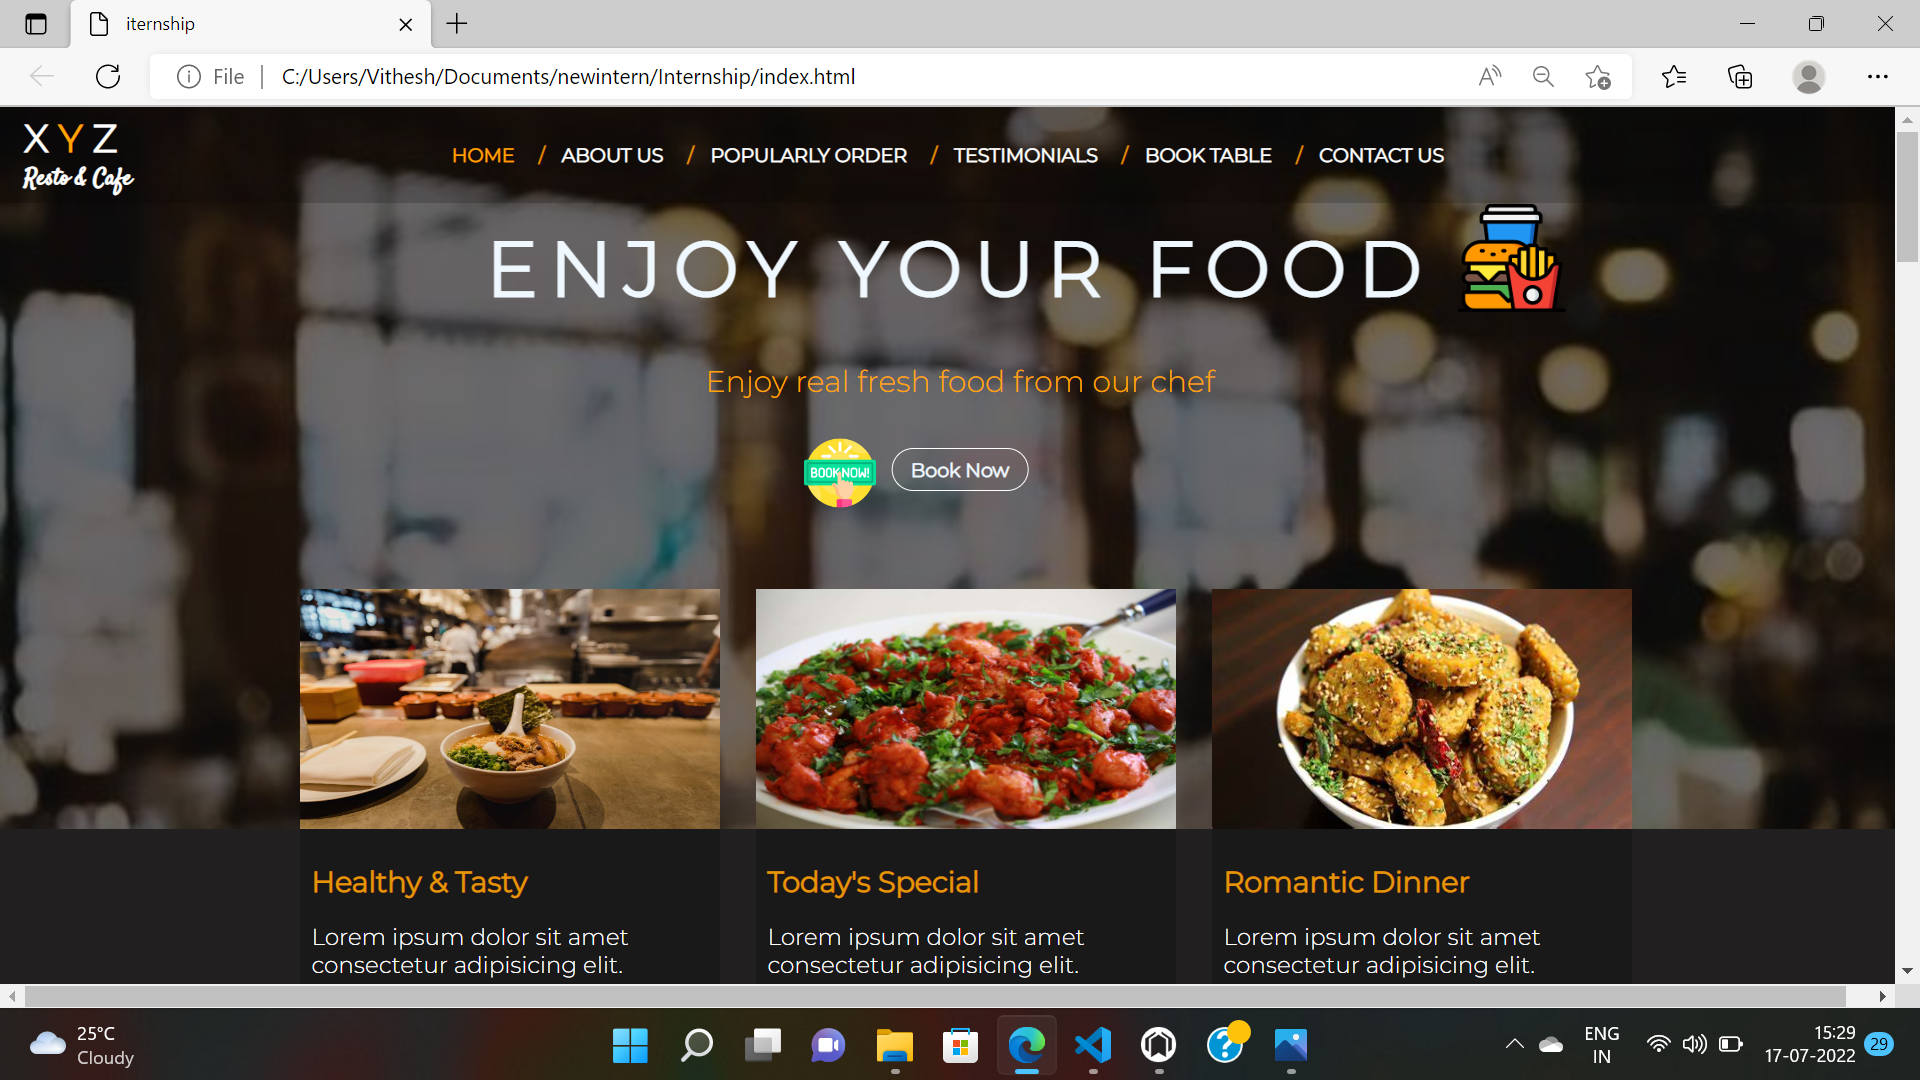 iternship
File
C:/Users/Vithesh/Documents/newintern/Internship/index.html
X Y Z
Resto & Cafe
HOME / ABOUT US / POPULARLY ORDER / TESTIMONIALS / BOOK TABLE / CONTACT US
ENJOY YOUR FOOD
Enjoy real fresh food from our chef
BOOK NOW!
Book Now
Healthy & Tasty
Lorem ipsum dolor sit amet
consectetur adipisicing elit.
Today's Special
Lorem ipsum dolor sit amet
consectetur adipisicing elit.
Romantic Dinner
Lorem ipsum dolor sit amet
consectetur adipisicing elit.
25°C
Cloudy
ENG
IN
15:29
17-07-2022
29